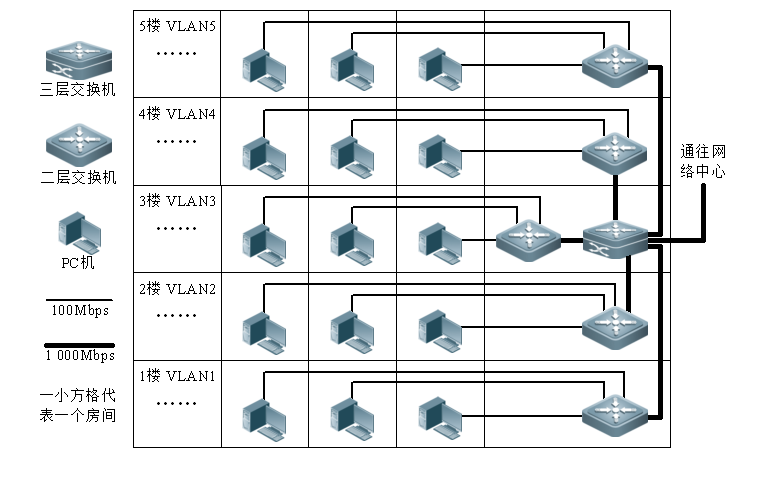 三层交换机
二层交换机
PC机
100Mbps
1 000Mbps
一小方格代
表一个房间
5楼 VLAN5
……
4楼 VLAN4
……
3楼 VLAN3
……
2楼 VLAN2
……
1楼 VLAN1
……
通往网
络中心